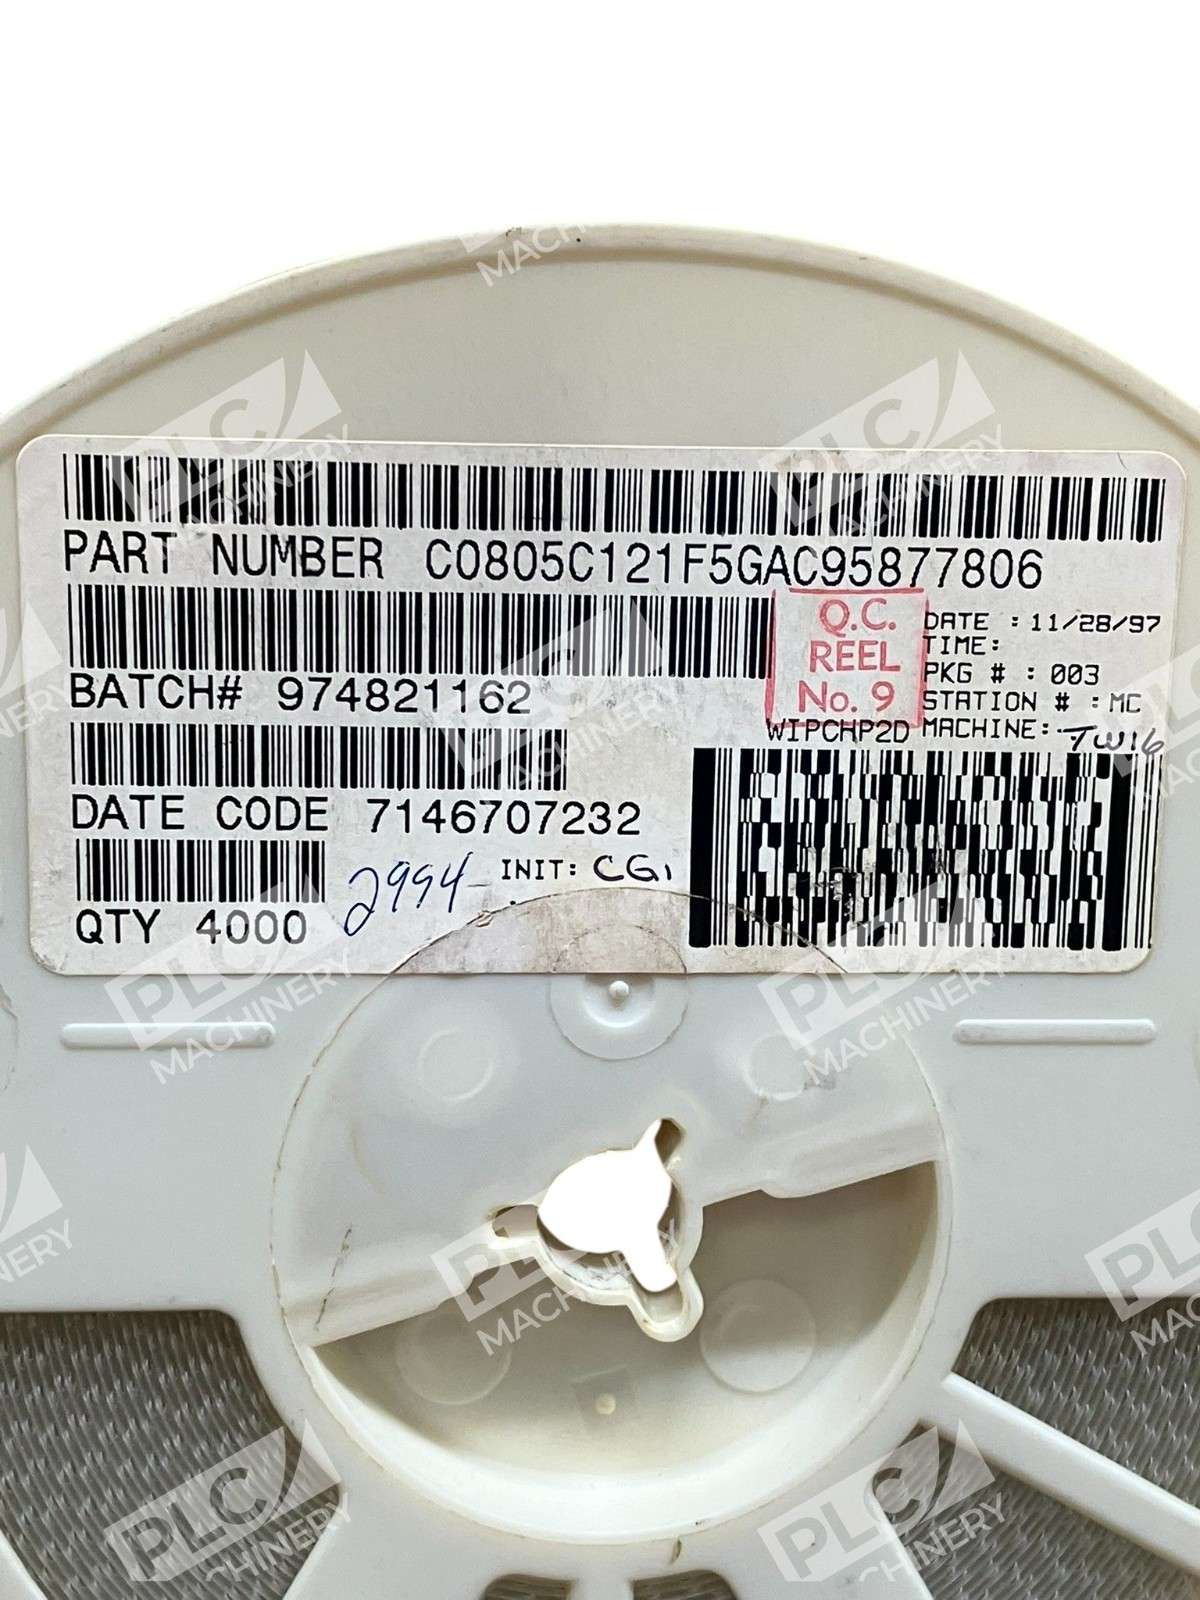 PART NUMBER C0805C121F5GAC95877806
BATCH# 974821162
Q.C.
REEL
No. 9
DATE : 11/28/97
TIME:
PKG # : 003
STATION # : MC
WIPCHP2D MACHINE: TW16
DATE CODE 7146707232
QTY 4000
2994
INIT: CG
PLC
MACHINERY